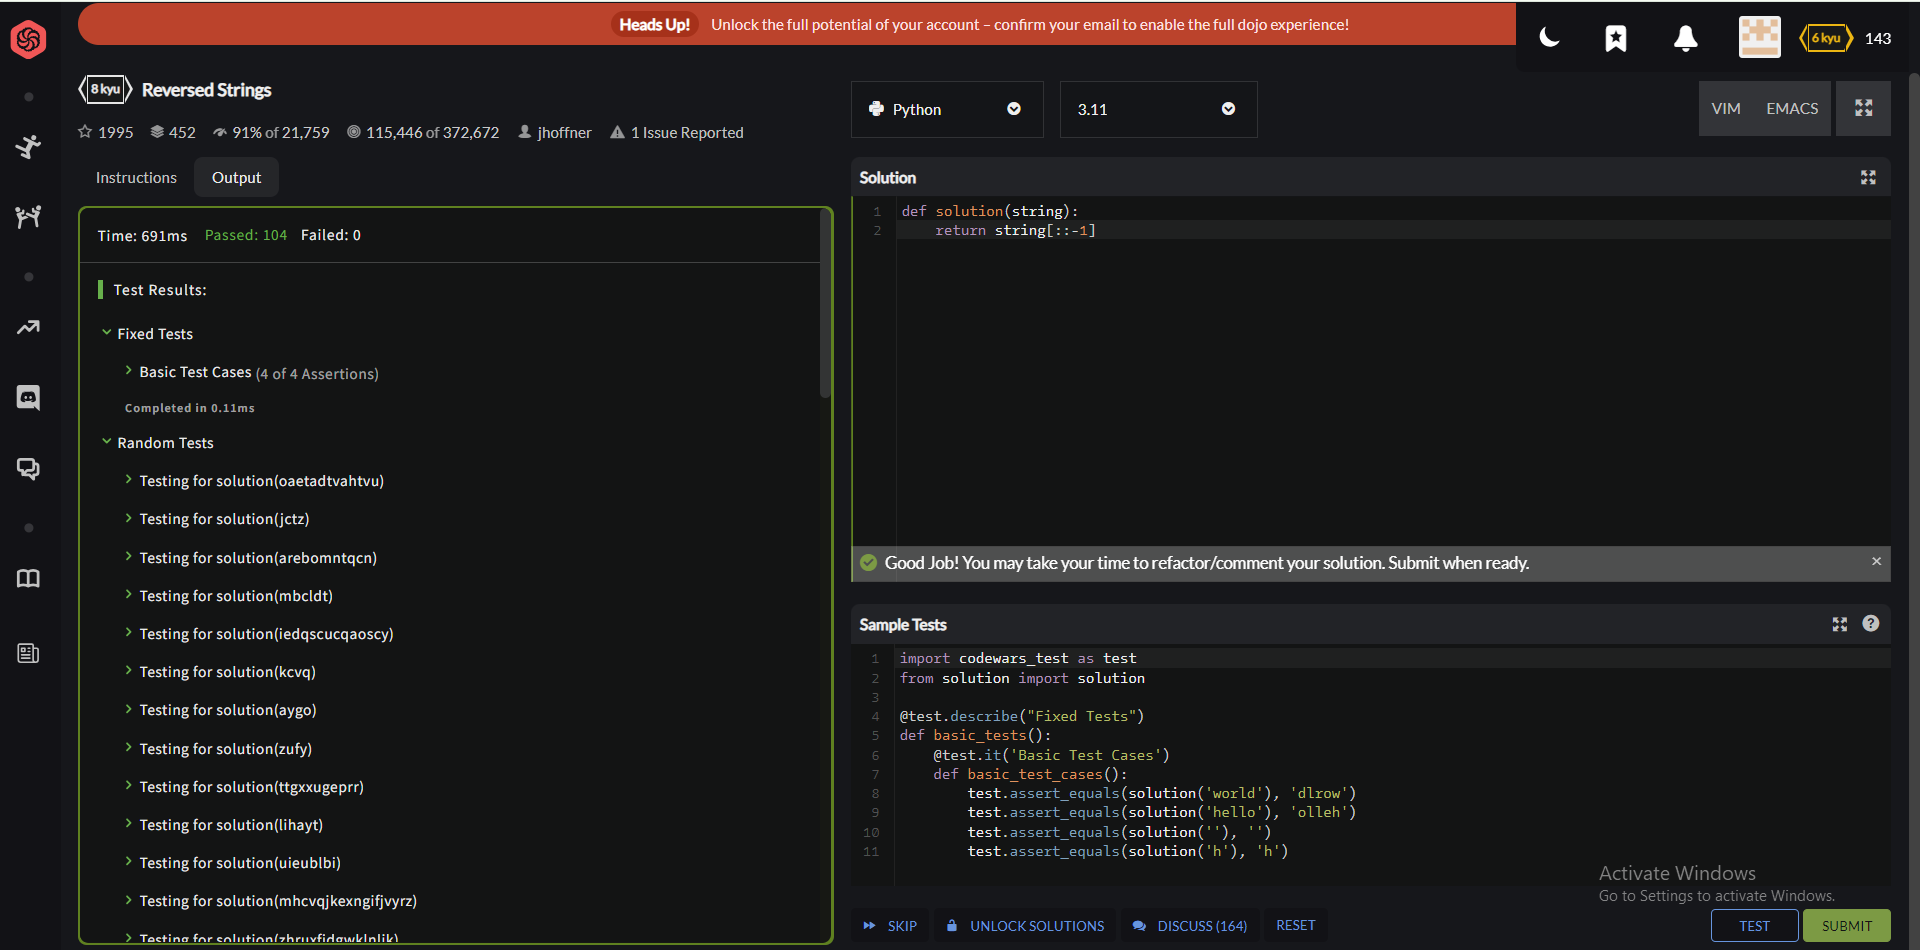 Heads Up! Unlock the full potential of your account – confirm your email to enable the full dojo experience!
6 kyu 143
8 kyu Reversed Strings
1995 452 91% of 21,759 115,446 of 372,672 jhoffner 1 Issue Reported
Instructions Output
Time: 691ms Passed: 104 Failed: 0
Test Results:
Fixed Tests
Basic Test Cases (4 of 4 Assertions)
Completed in 0.11ms
Random Tests
Testing for solution(oaetadtvahtvu)
Testing for solution(jctz)
Testing for solution(arebomntqcn)
Testing for solution(mbcldt)
Testing for solution(iedqscucqaoscy)
Testing for solution(kcvq)
Testing for solution(aygo)
Testing for solution(zufy)
Testing for solution(ttgxxugeprr)
Testing for solution(lihayt)
Testing for solution(uieublbi)
Testing for solution(mhcvqjkexngifjvyrz)
Testing for
Python 3.11 VIM EMACS
Solution
1 def solution(string):
2     return string[::-1]
Good Job! You may take your time to refactor/comment your solution. Submit when ready. ×
Sample Tests ?
1 import codewars_test as test
2 from solution import solution
3
4 @test.describe("Fixed Tests")
5 def basic_tests():
6     @test.it('Basic Test Cases')
7     def basic_test_cases():
8         test.assert_equals(solution('world'), 'dlrow')
9         test.assert_equals(solution('hello'), 'olleh')
10         test.assert_equals(solution(''), '')
11         test.assert_equals(solution('h'), 'h')
Activate Windows
Go to Settings to activate Windows.
SKIP UNLOCK SOLUTIONS DISCUSS (164) RESET TEST SUBMIT